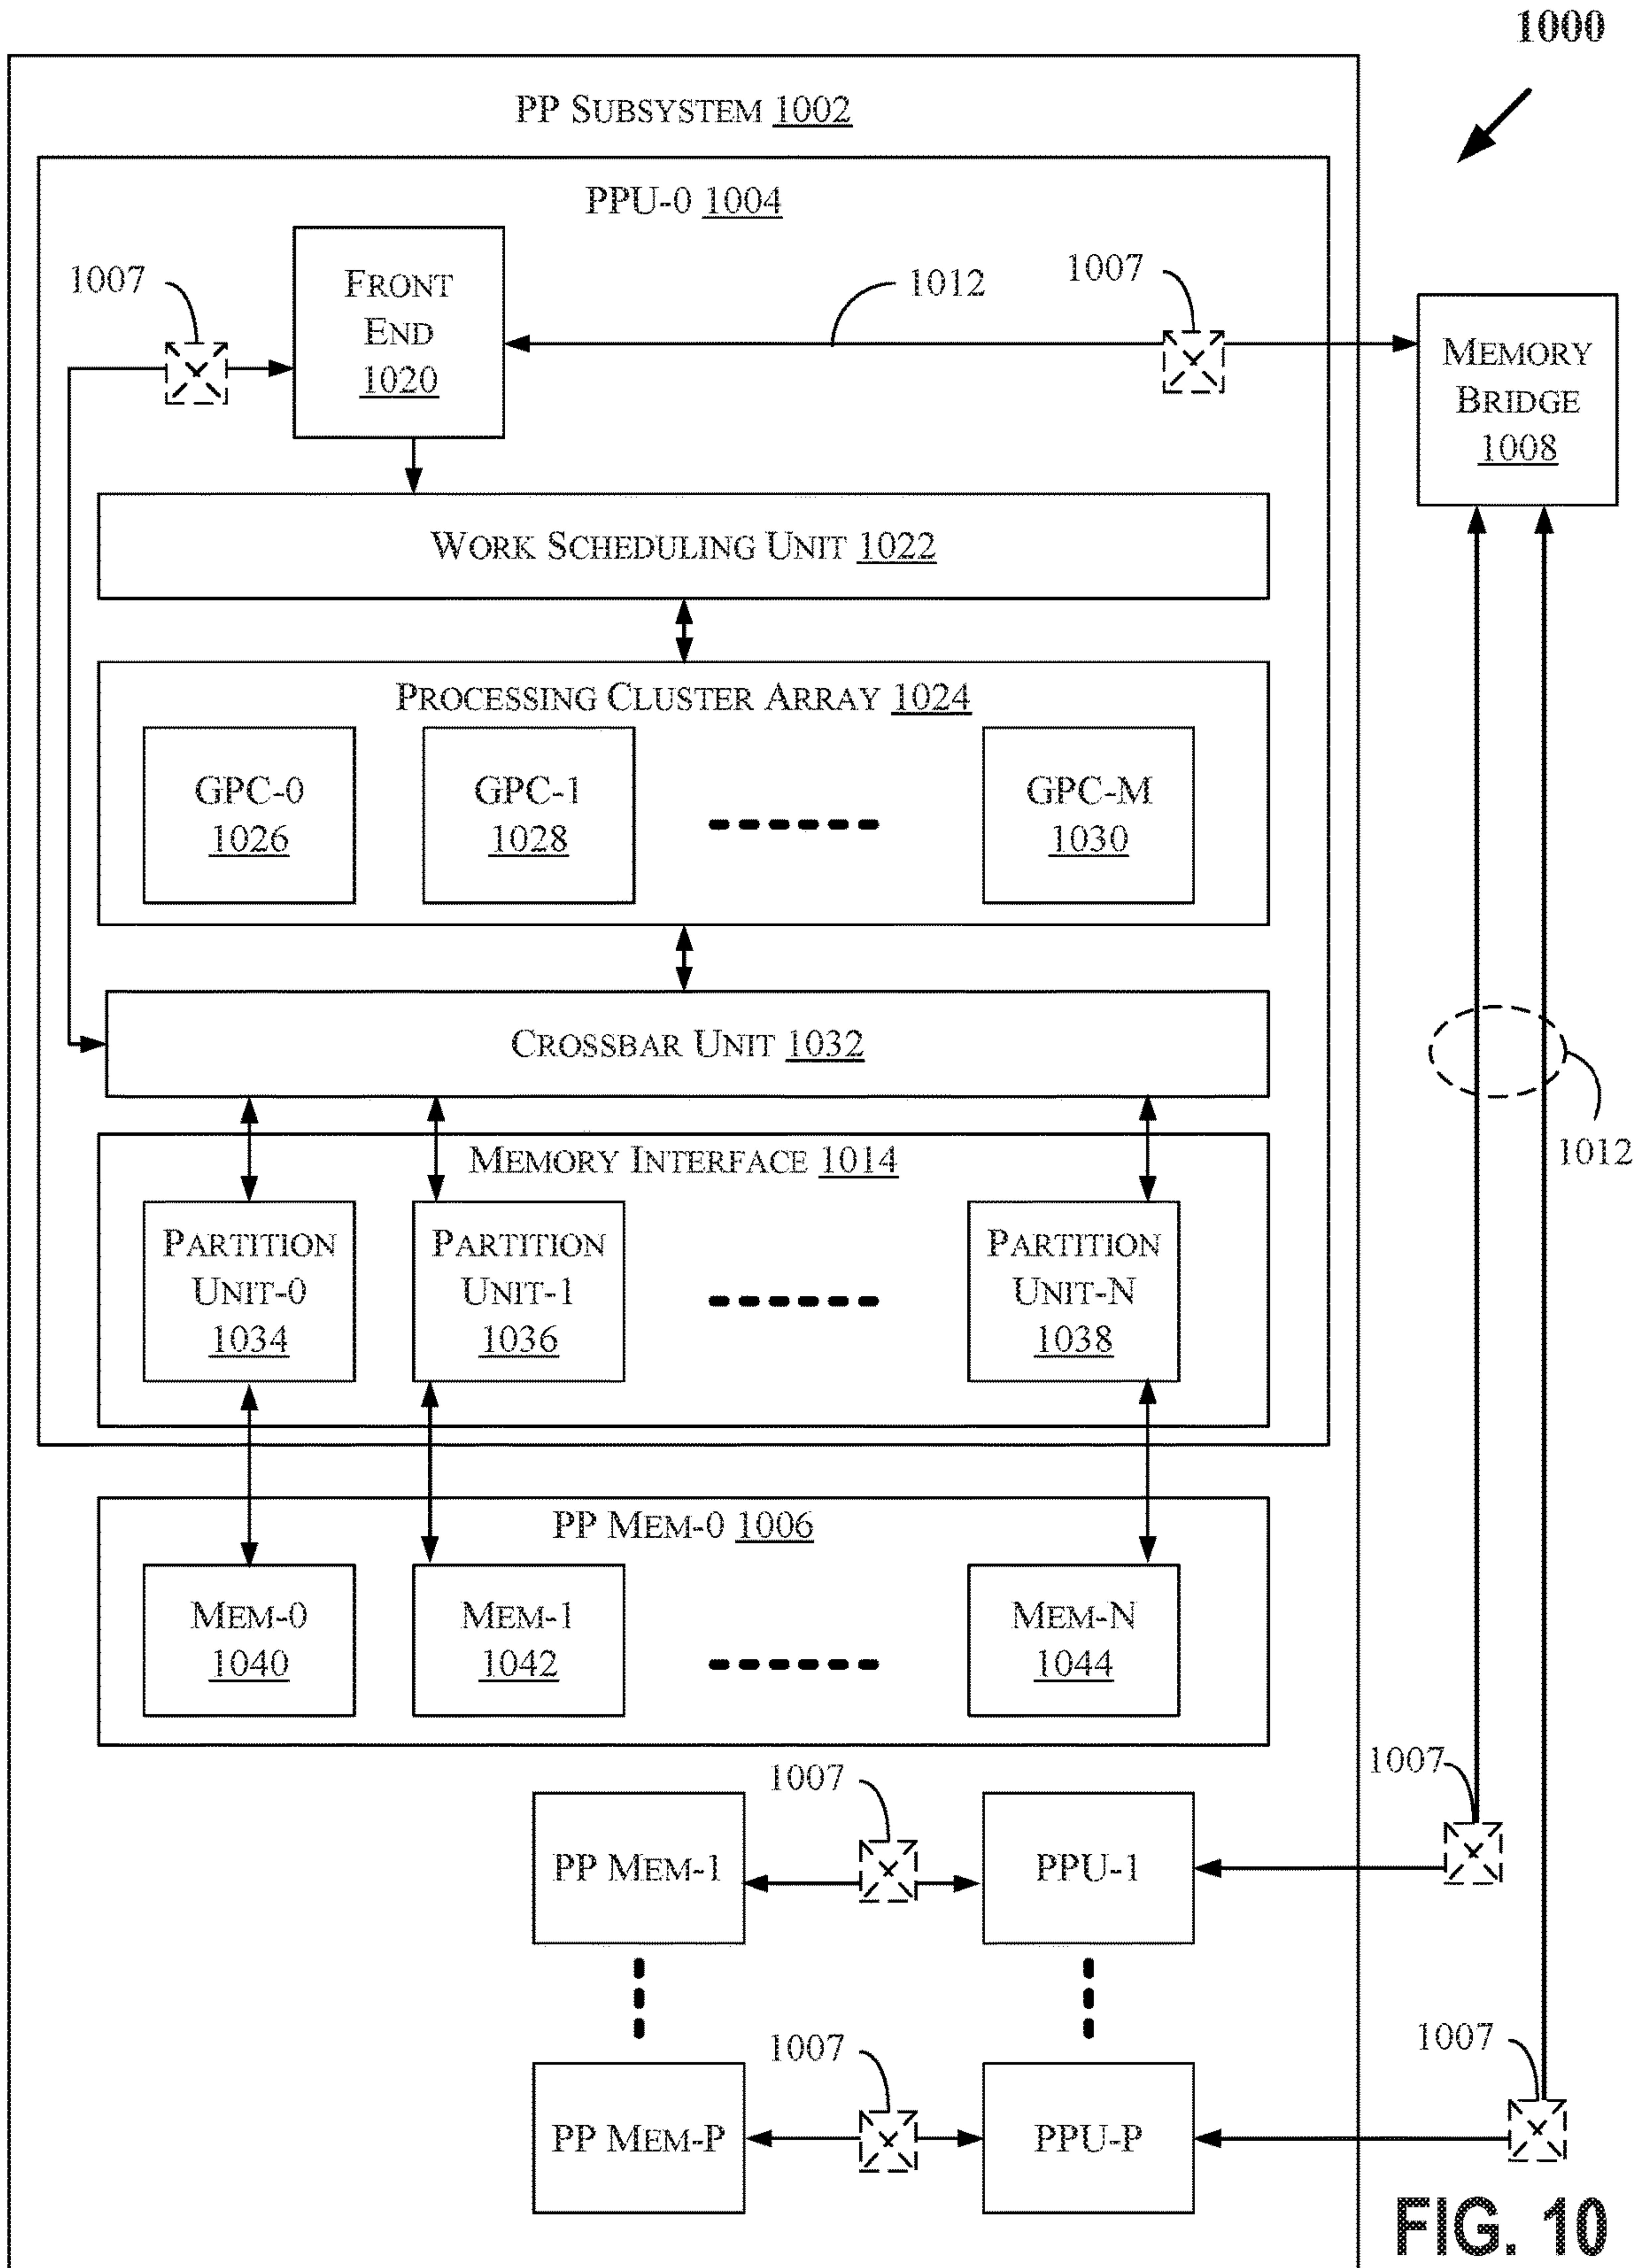 1000
PP SUBSYSTEM 1002
PPU-0 1004
1007
FRONT
END
1020
1012
1007
MEMORY
BRIDGE
1008
WORK SCHEDULING UNIT 1022
PROCESSING CLUSTER ARRAY 1024
GPC-0
1026
GPC-1
1028
GPC-M
1030
CROSSBAR UNIT 1032
1012
MEMORY INTERFACE 1014
PARTITION
UNIT-0
1034
PARTITION
UNIT-1
1036
PARTITION
UNIT-N
1038
PP MEM-0 1006
MEM-0
1040
MEM-1
1042
MEM-N
1044
1007
1007
PP MEM-1
PPU-1
1007
1007
PP MEM-P
PPU-P
FIG. 10